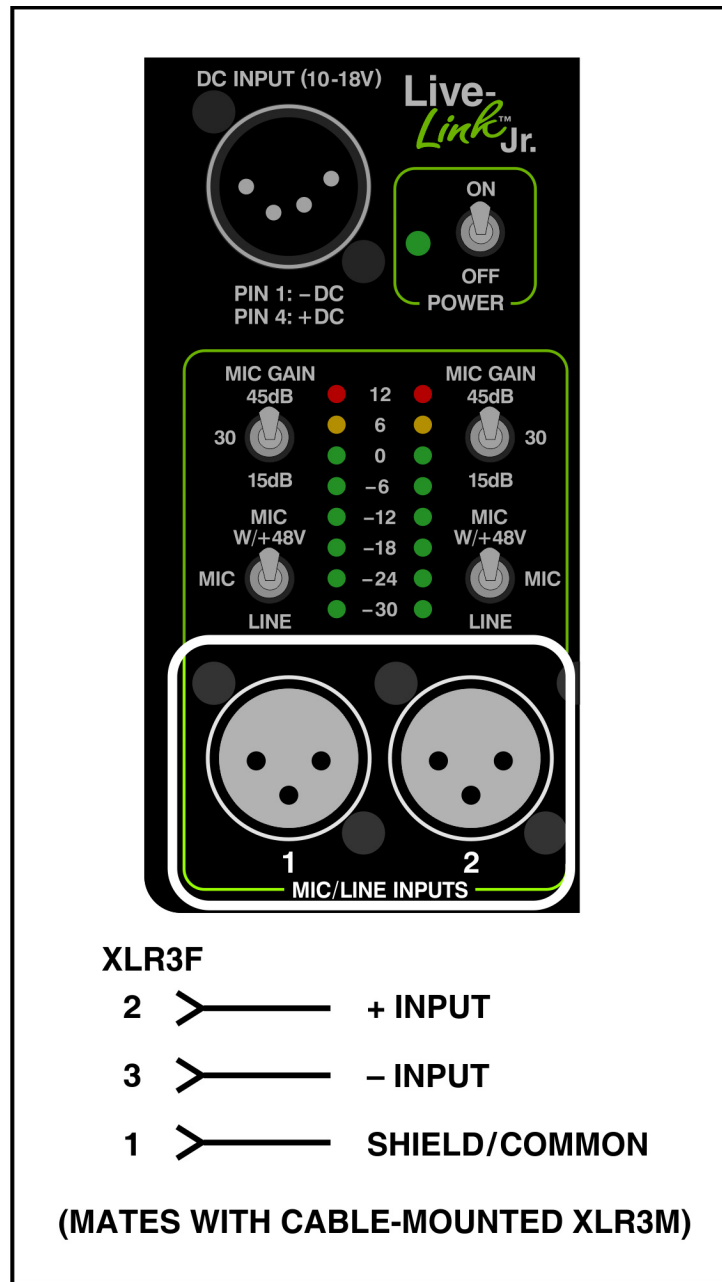 DC INPUT (10-18V)
Live-
Link™
Jr.
ON
OFF
POWER
PIN 1: – DC
PIN 4: + DC
MIC GAIN
45dB
30
15dB
MIC
W/+48V
MIC
LINE
12
6
0
–6
–12
–18
–24
–30
MIC GAIN
45dB
30
15dB
MIC
W/+48V
MIC
LINE
1 2
MIC/LINE INPUTS
XLR3F
2 + INPUT
3 – INPUT
1 SHIELD/COMMON
(MATES WITH CABLE-MOUNTED XLR3M)